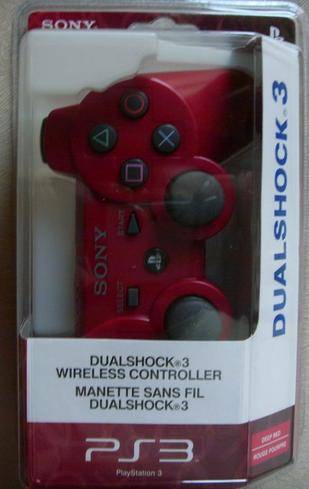 SONY
DUALSHOCK®3
SONY
START
SELECT
DUALSHOCK®3
WIRELESS CONTROLLER
MANETTE SANS FIL
DUALSHOCK®3
PS3
PlayStation 3
DEEP RED
ROUGE POURPRE